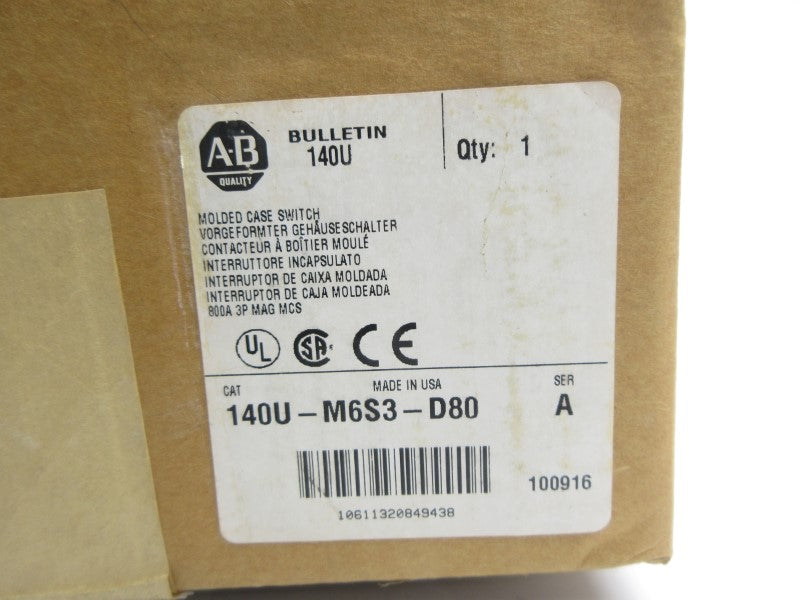 A-B
QUALITY
BULLETIN
140U
Qty: 1
MOLDED CASE SWITCH
VORGEFORMTER GEHÄUSESCHALTER
CONTACTEUR À BOÎTIER MOULÉ
INTERRUTTORE INCAPSULATO
INTERRUPTOR DE CAIXA MOLDADA
INTERRUPTOR DE CAJA MOLDEADA
800A 3P MAG MCS
UL
SA
CE
CAT MADE IN USA SER
140U-M6S3-D80 A
100916
10611320849438